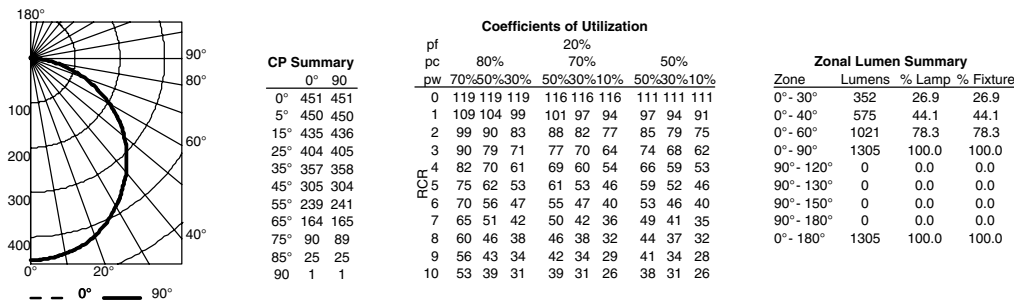 180°
90°
80°
100
60°
200
300
40°
400
0° 20°
0° 90°
CP Summary
0° 90
0° 451 451
5° 450 450
15° 435 436
25° 404 405
35° 357 358
45° 305 304
55° 239 241
65° 164 165
75° 90 89
85° 25 25
90 1 1
Coefficients of Utilization
pf 20%
pc 80% 70% 50%
pw 70%50%30% 50%30%10% 50%30%10%
RCR
0 119 119 119 116 116 116 111 111 111
1 109 104 99 101 97 94 97 94 91
2 99 90 83 88 82 77 85 79 75
3 90 79 71 77 70 64 74 68 62
4 82 70 61 69 60 54 66 59 53
5 75 62 53 61 53 46 59 52 46
6 70 56 47 55 47 40 53 46 40
7 65 51 42 50 42 36 49 41 35
8 60 46 38 46 38 32 44 37 32
9 56 43 34 42 34 29 41 34 28
10 53 39 31 39 31 26 38 31 26
Zonal Lumen Summary
Zone Lumens % Lamp % Fixture
0°- 30° 352 26.9 26.9
0°- 40° 575 44.1 44.1
0°- 60° 1021 78.3 78.3
0°- 90° 1305 100.0 100.0
90°- 120° 0 0.0 0.0
90°- 130° 0 0.0 0.0
90°- 150° 0 0.0 0.0
90°- 180° 0 0.0 0.0
0°- 180° 1305 100.0 100.0